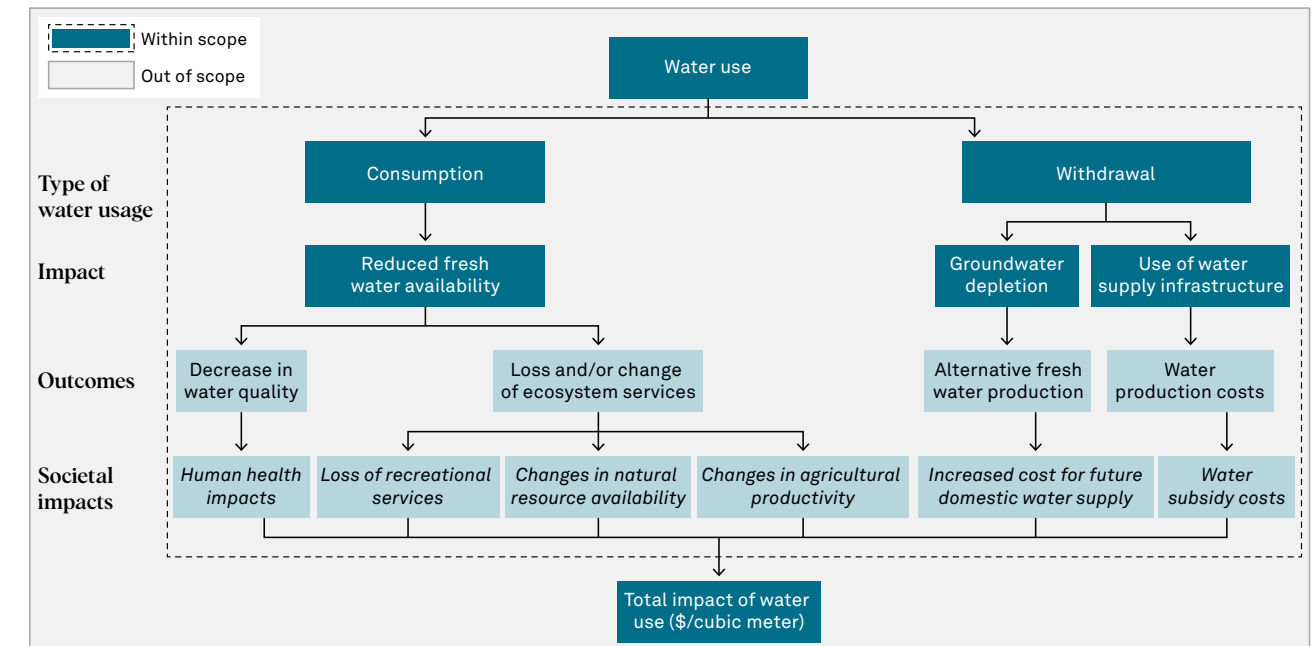 Within scope
Out of scope
Water use
Type of
water usage
Consumption
Withdrawal
Impact
Reduced fresh
water availability
Groundwater
depletion
Use of water
supply infrastructure
Outcomes
Decrease in
water quality
Loss and/or change
of ecosystem services
Alternative fresh
water production
Water
production costs
Societal
impacts
Human health
impacts
Loss of recreational
services
Changes in natural
resource availability
Changes in agricultural
productivity
Increased cost for future
domestic water supply
Water
subsidy costs
Total impact of water
use ($/cubic meter)